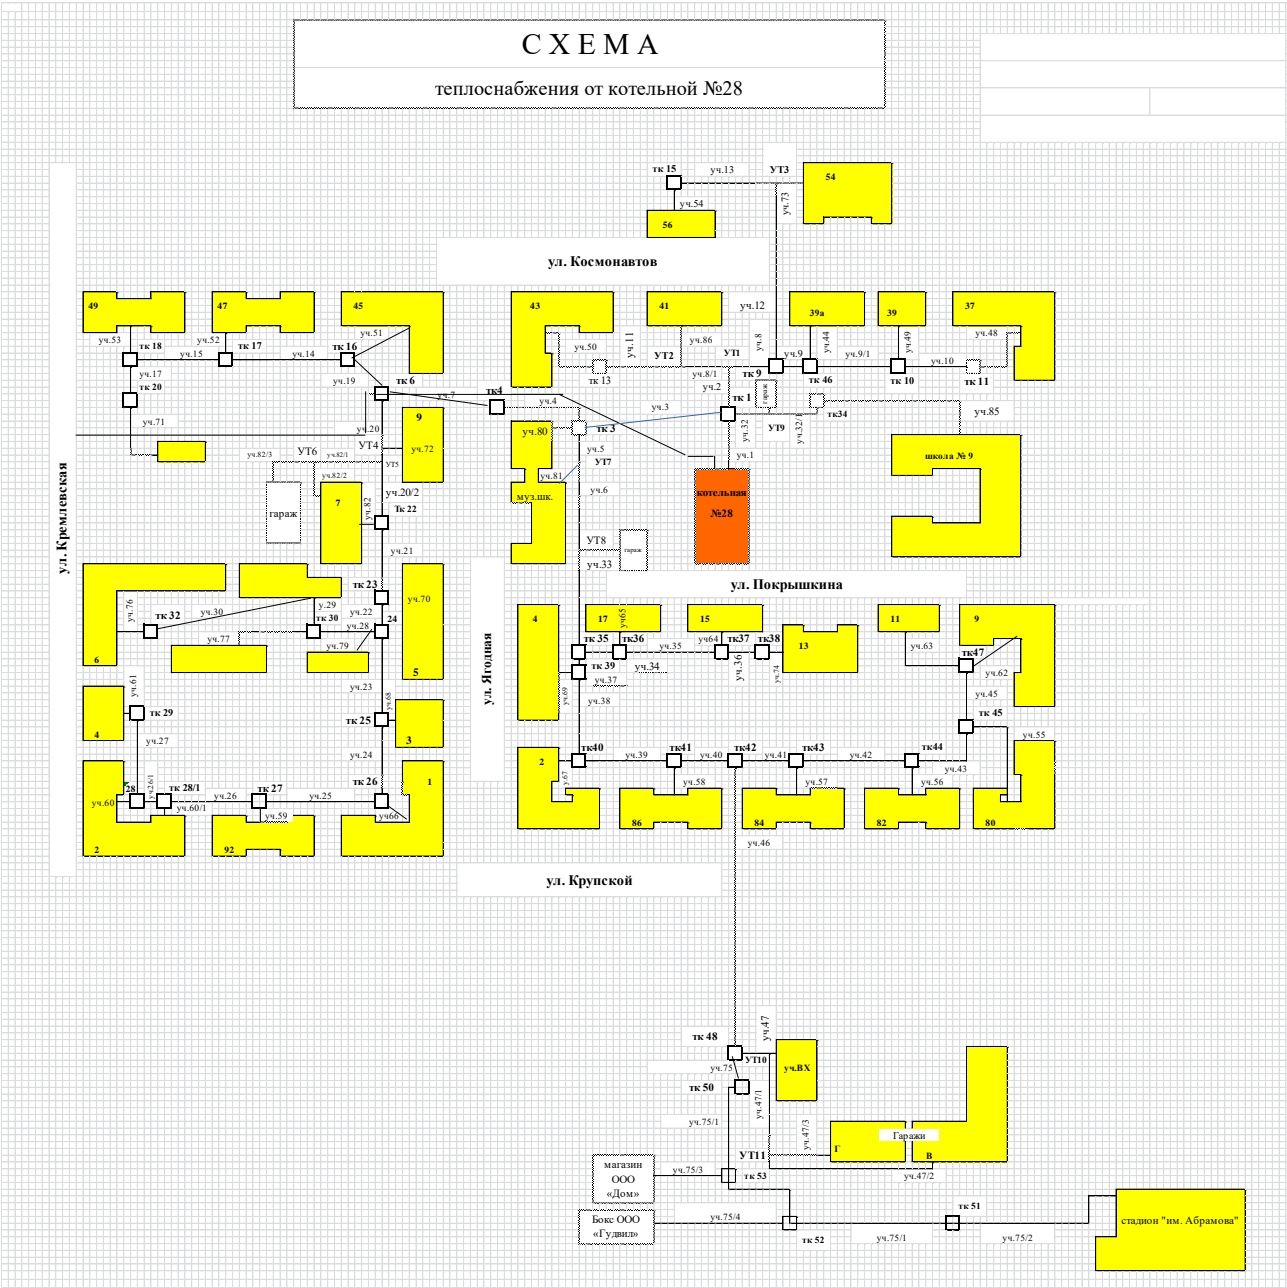 СХЕМА
теплоснабжения от котельной №28
тк 15
уч.13
УТ3
54
уч.73
уч.54
56
ул. Космонавтов
49
47
45
43
41
уч.12
39а
39
37
уч.53
тк 18
уч.52
тк 17
уч.51
тк 16
уч.50
уч.11
уч.86
УТ1
уч.8
уч.44
уч.49
уч.48
уч.15
уч.14
УТ2
уч.9
уч.9/1
уч.10
уч.17
тк 20
уч.19
тк 6
тк 13
уч.8/1
тк 9
тк 46
тк 10
тк 11
уч.7
тк4
уч.4
уч.2
гараж
тк 1
уч.3
тк34
уч.85
9
уч.71
уч.20
уч.80
тк 3
уч.32
УТ9
уч.32/1
УТ4
уч.72
уч.5
уч.1
школа № 9
уч.82/3
УТ6
уч.82/1
УТ5
УТ7
уч.82/2
уч.81
уч.20/2
муз.шк.
уч.6
котельная
№28
гараж
7
уч.82
Тк 22
УТ8
гараж
уч.21
уч.33
ул. Кремлевская
ул. Покрышкина
тк 23
уч.70
уч.76
тк 32
уч.30
у.29
уч.22
тк 30
уч.28
24
уч.77
уч.79
6
5
ул. Ягодная
4
17
уч65
15
11
9
тк 35
тк36
уч.35
уч64
тк37
тк38
13
уч.63
тк47
тк 39
уч.34
уч.36
уч.74
уч.62
уч.37
уч.61
уч.23
уч.68
уч.69
уч.38
уч.45
4
тк 29
тк 25
3
тк 45
уч.27
уч.24
уч.55
2
тк40
уч.39
тк41
уч.40
тк42
уч.41
тк43
уч.42
тк44
уч.43
у.67
уч.58
уч.57
уч.56
28
уч.26/1
тк 28/1
тк 27
тк 26
1
уч.60
уч.60/1
уч.26
уч.25
уч.59
уч66
2
92
86
84
82
80
уч.46
ул. Крупской
уч.47
тк 48
УТ10
уч.75
уч.ВХ
тк 50
уч.47/1
уч.75/1
уч.47/3
Гаражи
Г
В
УТ11
магазин
ООО
«Дом»
уч.75/3
тк 53
уч.47/2
Бокс ООО
«Гудвил»
уч.75/4
тк 51
тк 52
уч.75/1
уч.75/2
стадион "им. Абрамова"